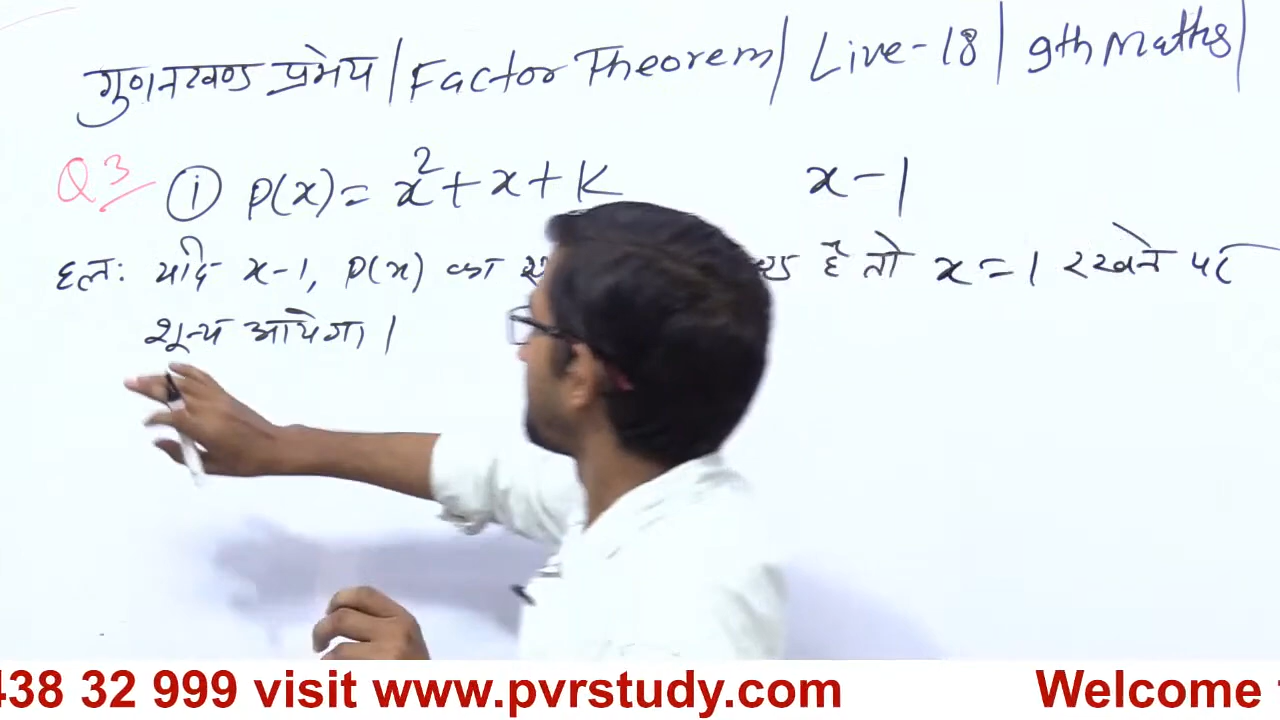 गुणनखण्ड प्रमेय | Factor Theorem | Live-18 | 9th Maths |
Q3 (i) P(x) = x² + x + K x - 1
हल: यदि x-1, P(x) का है तो x = 1 रखने पर
शून्य आयेगा |
438 32 999 visit www.pvrstudy.com Welcome